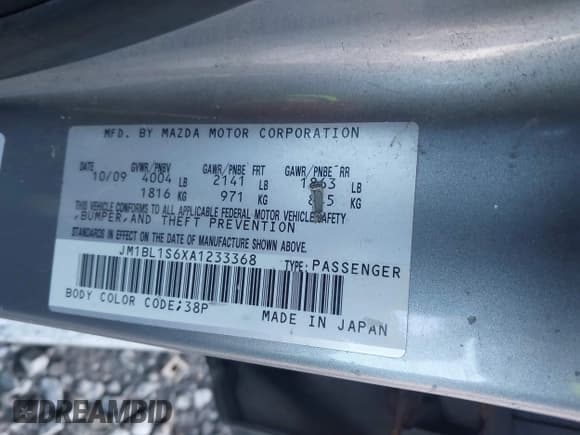 MFD. BY MAZDA MOTOR CORPORATION
DATE GVWR/PNBV GAWR/PNBE FRT GAWR/PNBE RR
10/09 4004 LB 2141 LB LB
1816 KG 971 KG KG
THIS VEHICLE CONFORMS TO ALL APPLICABLE FEDERAL MOTOR VEHICLE SAFETY
,BUMPER,AND THEFT PREVENTION
STANDARDS IN EFFECT ON DATE OF MANUFACTURE SHOWN ABOVE.
JM1BL1S6XA1233368 TYPE:PASSENGER
BODY COLOR CODE;38P MADE IN JAPAN
DREAMBID